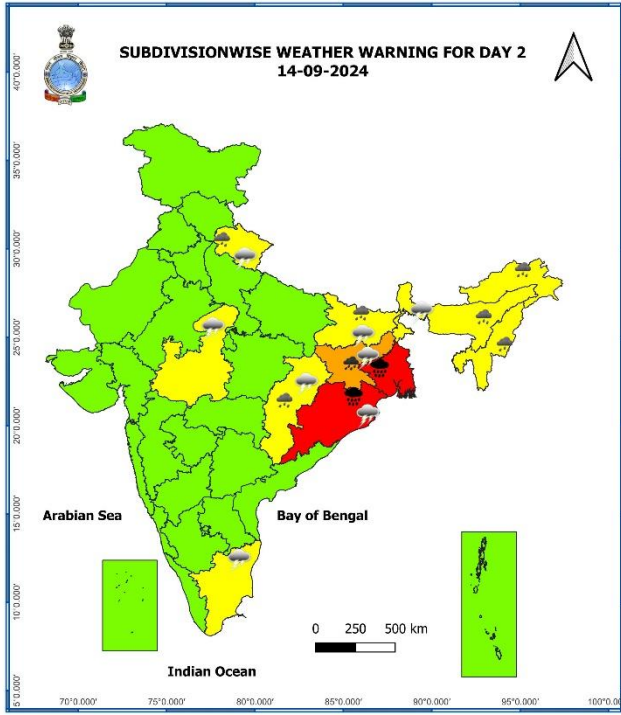 SUBDIVISIONWISE WEATHER WARNING FOR DAY 2
14-09-2024
40°0.000'
35°0.000'
30°0.000'
25°0.000'
20°0.000'
15°0.000'
10°0.000'
5°0.000'
Arabian Sea
Bay of Bengal
0 250 500 km
Indian Ocean
70°0.000' 75°0.000' 80°0.000' 85°0.000' 90°0.000' 95°0.000' 100°0.000'